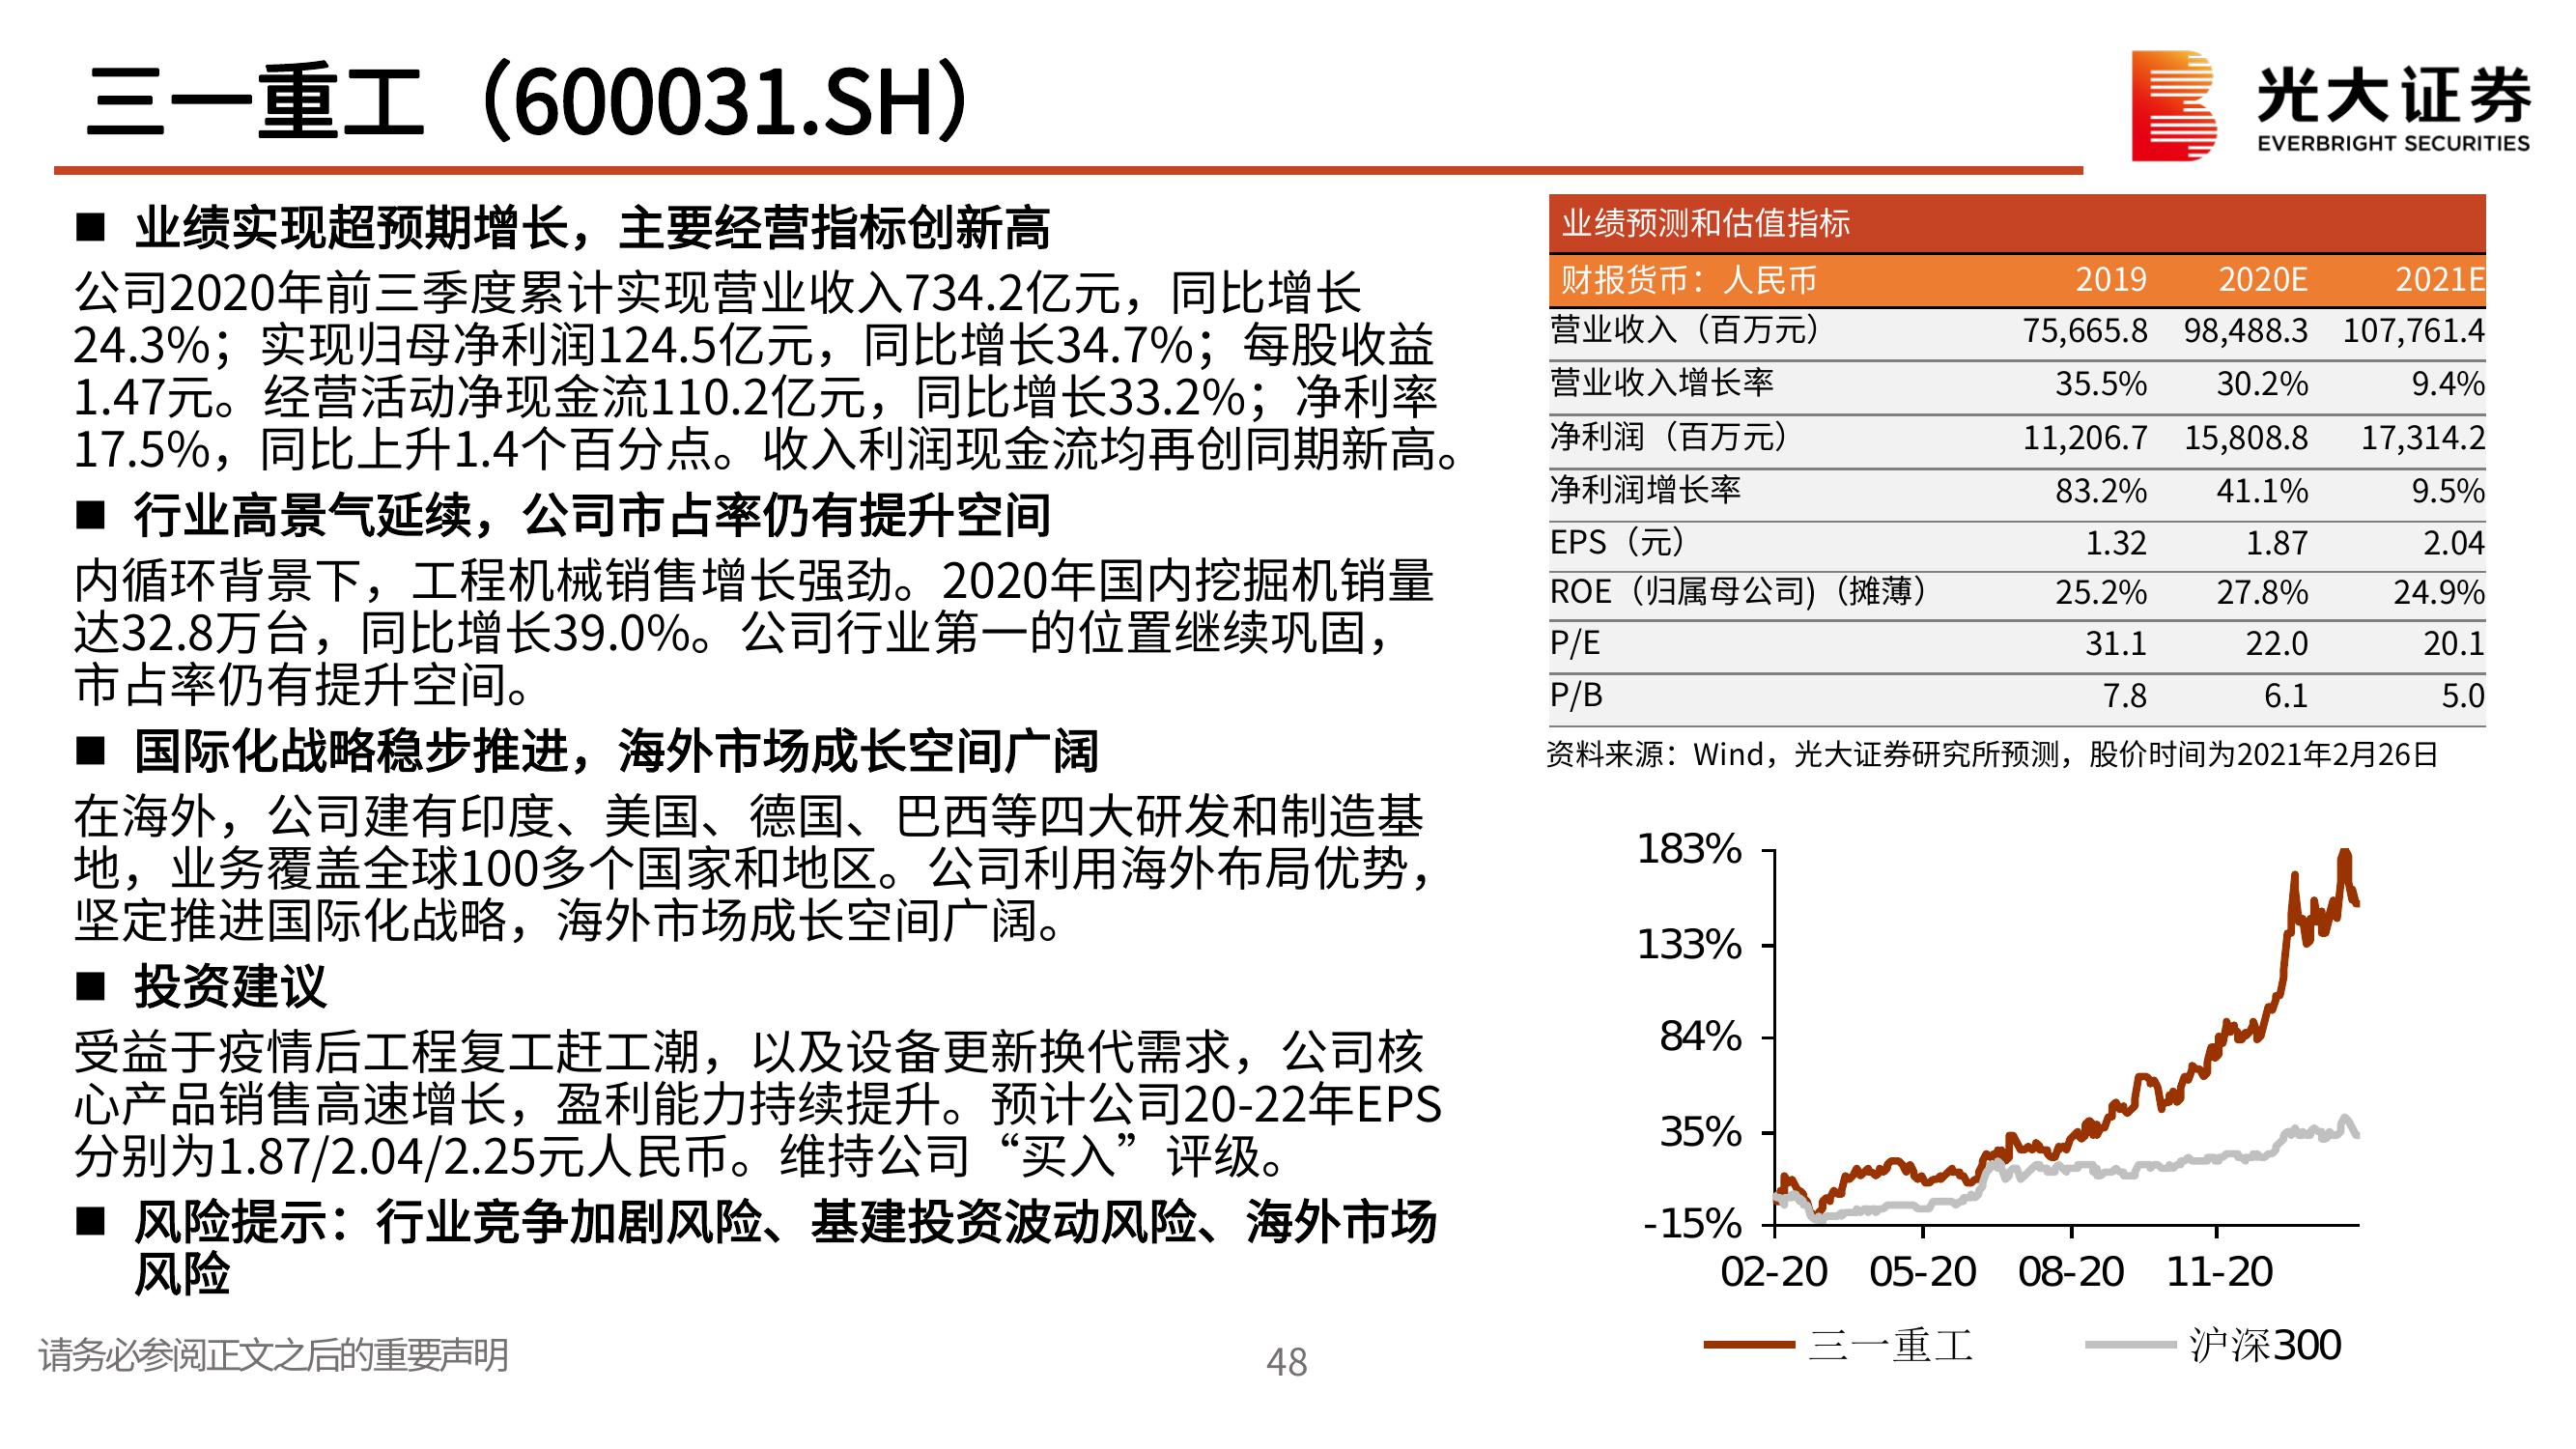 三一重工（600031.SH）
光大证券
EVERBRIGHT SECURITIES
■ 业绩实现超预期增长，主要经营指标创新高
公司2020年前三季度累计实现营业收入734.2亿元，同比增长
24.3%；实现归母净利润124.5亿元，同比增长34.7%；每股收益
1.47元。经营活动净现金流110.2亿元，同比增长33.2%；净利率
17.5%，同比上升1.4个百分点。收入利润现金流均再创同期新高。
■ 行业高景气延续，公司市占率仍有提升空间
内循环背景下，工程机械销售增长强劲。2020年国内挖掘机销量
达32.8万台，同比增长39.0%。公司行业第一的位置继续巩固，
市占率仍有提升空间。
■ 国际化战略稳步推进，海外市场成长空间广阔
在海外，公司建有印度、美国、德国、巴西等四大研发和制造基
地，业务覆盖全球100多个国家和地区。公司利用海外布局优势，
坚定推进国际化战略，海外市场成长空间广阔。
■ 投资建议
受益于疫情后工程复工赶工潮，以及设备更新换代需求，公司核
心产品销售高速增长，盈利能力持续提升。预计公司20-22年EPS
分别为1.87/2.04/2.25元人民币。维持公司“买入”评级。
■ 风险提示：行业竞争加剧风险、基建投资波动风险、海外市场
风险
业绩预测和估值指标
财报货币：人民币 2019 2020E 2021E
营业收入（百万元） 75,665.8 98,488.3 107,761.4
营业收入增长率 35.5% 30.2% 9.4%
净利润（百万元） 11,206.7 15,808.8 17,314.2
净利润增长率 83.2% 41.1% 9.5%
EPS（元） 1.32 1.87 2.04
ROE（归属母公司)（摊薄） 25.2% 27.8% 24.9%
P/E 31.1 22.0 20.1
P/B 7.8 6.1 5.0
资料来源：Wind，光大证券研究所预测，股价时间为2021年2月26日
183%
133%
84%
35%
-15%
02-20 05-20 08-20 11-20
三一重工 沪深300
请务必参阅正文之后的重要声明
48